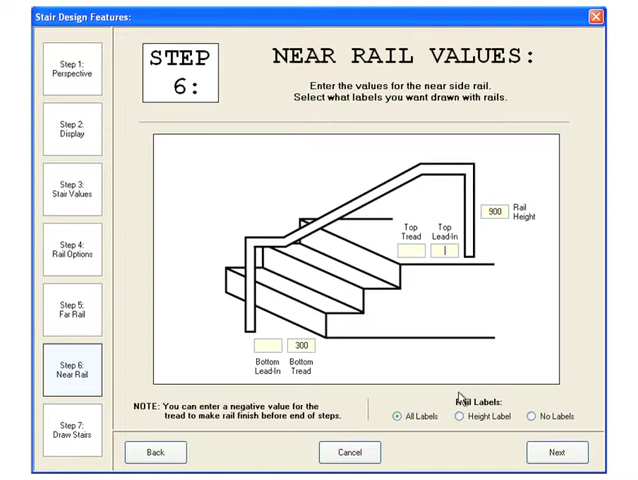 Stair Design Features:
Step 1:
Perspective
Step 2:
Display
Step 3:
Stair Values
Step 4:
Rail Options
Step 5:
Far Rail
Step 6:
Near Rail
Step 7:
Draw Stairs
STEP
6:
NEAR RAIL VALUES:
Enter the values for the near side rail.
Select what labels you want drawn with rails.
900
Rail
Height
Top
Tread
Top
Lead-In
300
Bottom
Lead-In
Bottom
Tread
NOTE: You can enter a negative value for the
tread to make rail finish before end of steps.
Rail Labels:
All Labels
Height Label
No Labels
Back
Cancel
Next